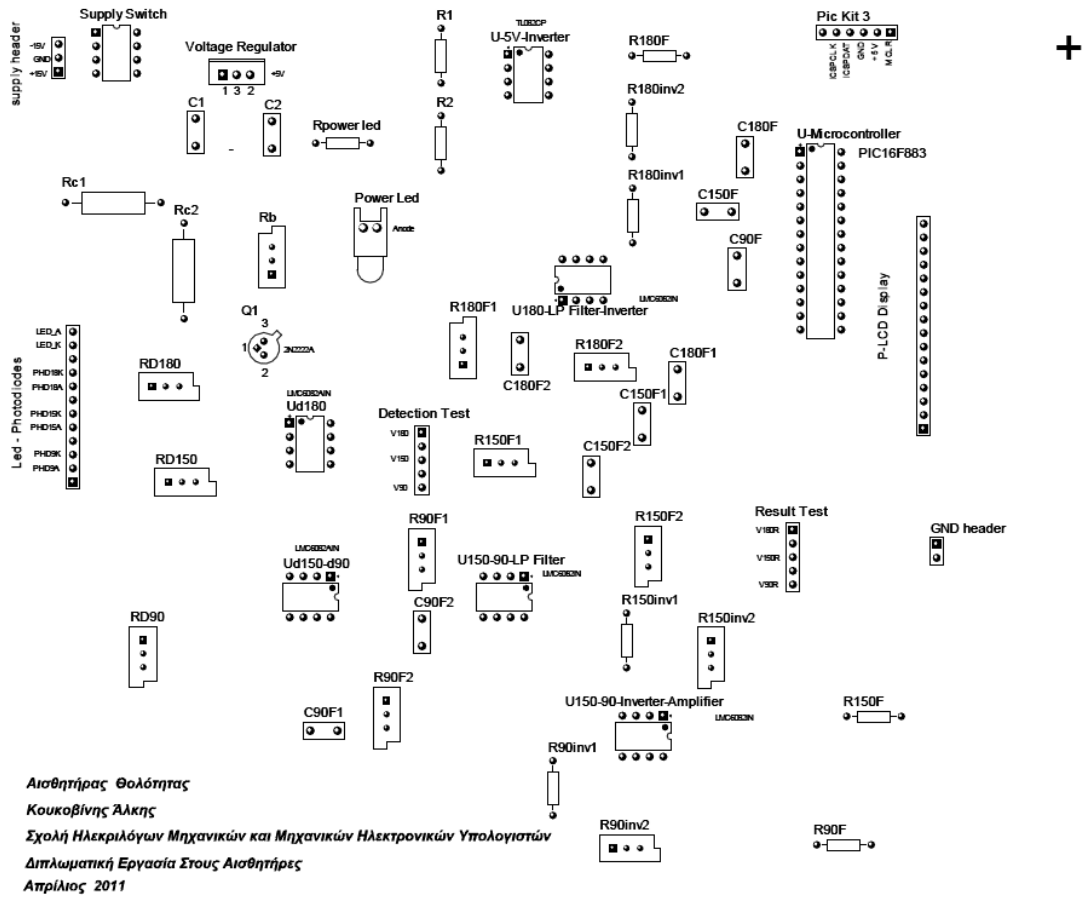 Supply Switch
supply header
-15V
GND
+15V
Voltage Regulator
+5V
1 3 2
C1
C2
-
Rpower led
R1
R2
TL082CP
U-5V-Inverter
R180F
R180inv2
R180inv1
Pic Kit 3
ICSPCLK
ICSPDAT
GND
+5V
MCLR
+
C180F
U-Microcontroller
PIC16F883
C150F
C90F
P-LCD Display
Rc1
Rc2
Rb
Power Led
Anode
LMC6082IN
U180-LP Filter-Inverter
R180F1
R180F2
C180F2
C180F1
C150F1
C150F2
Q1
3
1
2
2N2222A
Led - Photodiodes
LED_A
LED_K
PHD18K
PHD18A
PHD15K
PHD15A
PHD9K
PHD9A
RD180
RD150
LMC6082AIN
Ud180
Detection Test
V180
V150
V90
R150F1
R90F1
R150F2
Result Test
V180R
V150R
V90R
GND header
LMC6082AIN
Ud150-d90
U150-90-LP Filter
LMC6082IN
C90F2
R150inv1
R150inv2
RD90
R90F2
C90F1
U150-90-Inverter-Amplifier
LMC6082IN
R150F
R90inv1
R90inv2
R90F
Αισθητήρας Θολότητας
Κουκοβίνης Άλκης
Σχολή Ηλεκριλόγων Μηχανικών και Μηχανικών Ηλεκτρονικών Υπολογιστών
Διπλωματική Εργασία Στους Αισθητήρες
Απρίλιος 2011